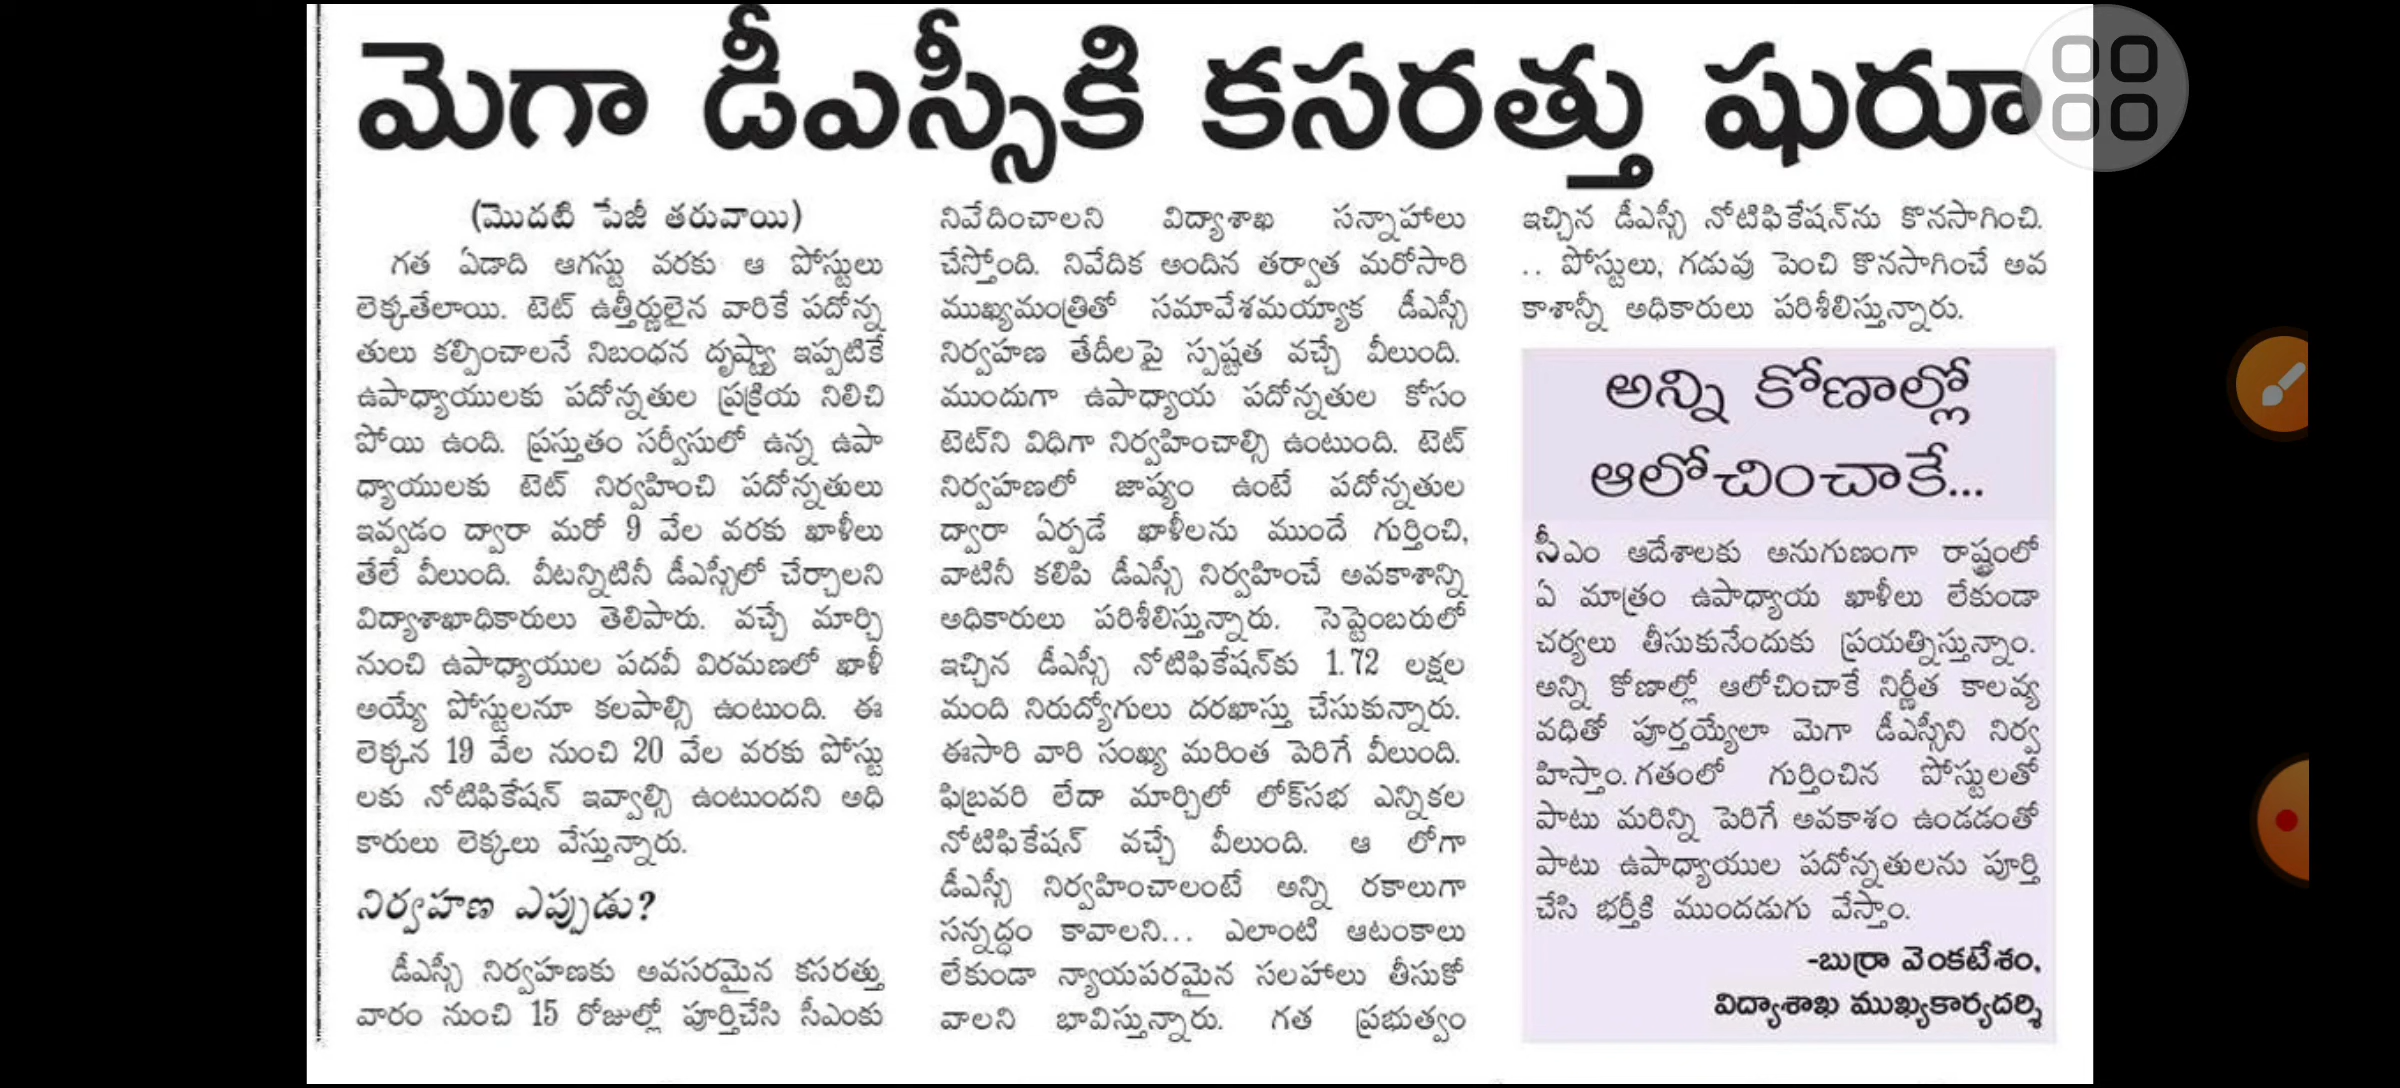 మెగా డీఎస్సీకి కసరత్తు షురూ
(మొదటి పేజీ తరువాయి)
గత ఏడాది ఆగస్టు వరకు ఆ పోస్టులు
లెక్కతేలాయి. టెట్ ఉత్తీర్ణులైన వారికే పదోన్న
తులు కల్పించాలనే నిబంధన దృష్ట్యా ఇప్పటికే
ఉపాధ్యాయులకు పదోన్నతుల ప్రక్రియ నిలిచి
పోయి ఉంది. ప్రస్తుతం సర్వీసులో ఉన్న ఉపా
ధ్యాయులకు టెట్ నిర్వహించి పదోన్నతులు
ఇవ్వడం ద్వారా మరో 9 వేల వరకు ఖాళీలు
తేలే వీలుంది. వీటన్నిటినీ డీఎస్సీలో చేర్చాలని
విద్యాశాఖాధికారులు తెలిపారు. వచ్చే మార్చి
నుంచి ఉపాధ్యాయుల పదవీ విరమణలో ఖాళీ
అయ్యే పోస్టులనూ కలపాల్సి ఉంటుంది. ఈ
లెక్కన 19 వేల నుంచి 20 వేల వరకు పోస్టు
లకు నోటిఫికేషన్ ఇవ్వాల్సి ఉంటుందని అధి
కారులు లెక్కలు వేస్తున్నారు.
నిర్వహణ ఎప్పుడు?
డీఎస్సీ నిర్వహణకు అవసరమైన కసరత్తు
వారం నుంచి 15 రోజుల్లో పూర్తిచేసి సీఎంకు
నివేదించాలని విద్యాశాఖ సన్నాహాలు
చేస్తోంది. నివేదిక అందిన తర్వాత మరోసారి
ముఖ్యమంత్రితో సమావేశమయ్యాక డీఎస్సీ
నిర్వహణ తేదీలపై స్పష్టత వచ్చే వీలుంది.
ముందుగా ఉపాధ్యాయ పదోన్నతుల కోసం
టెట్‌ని విధిగా నిర్వహించాల్సి ఉంటుంది. టెట్
నిర్వహణలో జాప్యం ఉంటే పదోన్నతుల
ద్వారా ఏర్పడే ఖాళీలను ముందే గుర్తించి,
వాటినీ కలిపి డీఎస్సీ నిర్వహించే అవకాశాన్ని
అధికారులు పరిశీలిస్తున్నారు. సెప్టెంబరులో
ఇచ్చిన డీఎస్సీ నోటిఫికేషన్‌కు 1.72 లక్షల
మంది నిరుద్యోగులు దరఖాస్తు చేసుకున్నారు.
ఈసారి వారి సంఖ్య మరింత పెరిగే వీలుంది.
ఫిబ్రవరి లేదా మార్చిలో లోక్‌సభ ఎన్నికల
నోటిఫికేషన్ వచ్చే వీలుంది. ఆ లోగా
డీఎస్సీ నిర్వహించాలంటే అన్ని రకాలుగా
సన్నద్ధం కావాలని... ఎలాంటి ఆటంకాలు
లేకుండా న్యాయపరమైన సలహాలు తీసుకో
వాలని భావిస్తున్నారు. గత ప్రభుత్వం
ఇచ్చిన డీఎస్సీ నోటిఫికేషన్‌ను కొనసాగించి.
.. పోస్టులు, గడువు పెంచి కొనసాగించే అవ
కాశాన్నీ అధికారులు పరిశీలిస్తున్నారు.
అన్ని కోణాల్లో
ఆలోచించాకే...
సీఎం ఆదేశాలకు అనుగుణంగా రాష్ట్రంలో
ఏ మాత్రం ఉపాధ్యాయ ఖాళీలు లేకుండా
చర్యలు తీసుకునేందుకు ప్రయత్నిస్తున్నాం.
అన్ని కోణాల్లో ఆలోచించాకే నిర్ణీత కాలవ్య
వధితో పూర్తయ్యేలా మెగా డీఎస్సీని నిర్వ
హిస్తాం. గతంలో గుర్తించిన పోస్టులతో
పాటు మరిన్ని పెరిగే అవకాశం ఉండడంతో
పాటు ఉపాధ్యాయుల పదోన్నతులను పూర్తి
చేసి భర్తీకి ముందడుగు వేస్తాం.
-బుర్రా వెంకటేశం,
విద్యాశాఖ ముఖ్యకార్యదర్శి